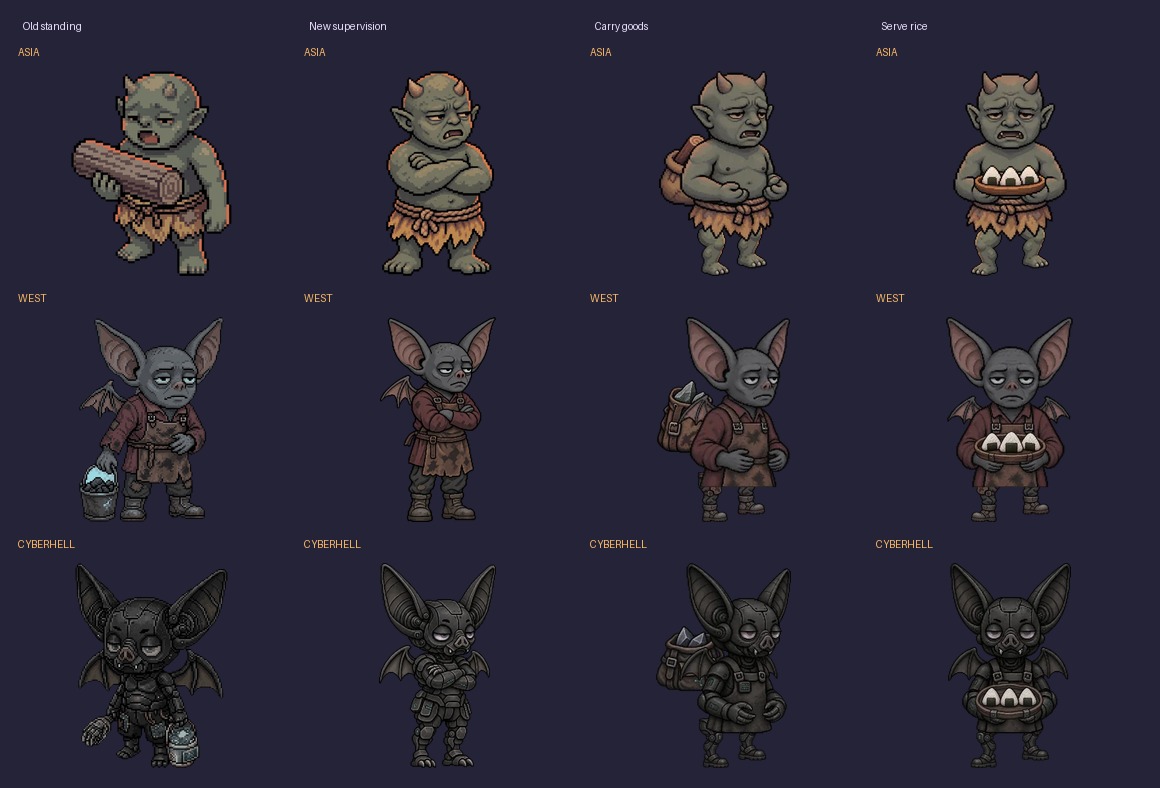 Old standing
New supervision
Carry goods
Serve rice
ASIA
ASIA
ASIA
ASIA
WEST
WEST
WEST
WEST
CYBERHELL
CYBERHELL
CYBERHELL
CYBERHELL